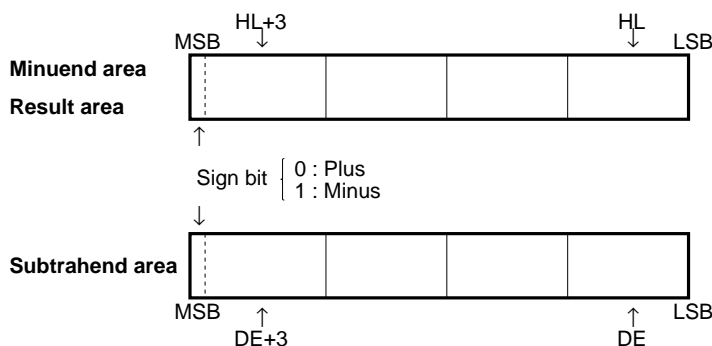 HL+3 HL
MSB LSB
Minuend area
Result area
Sign bit { 0 : Plus
1 : Minus
Subtrahend area
MSB LSB
DE+3 DE